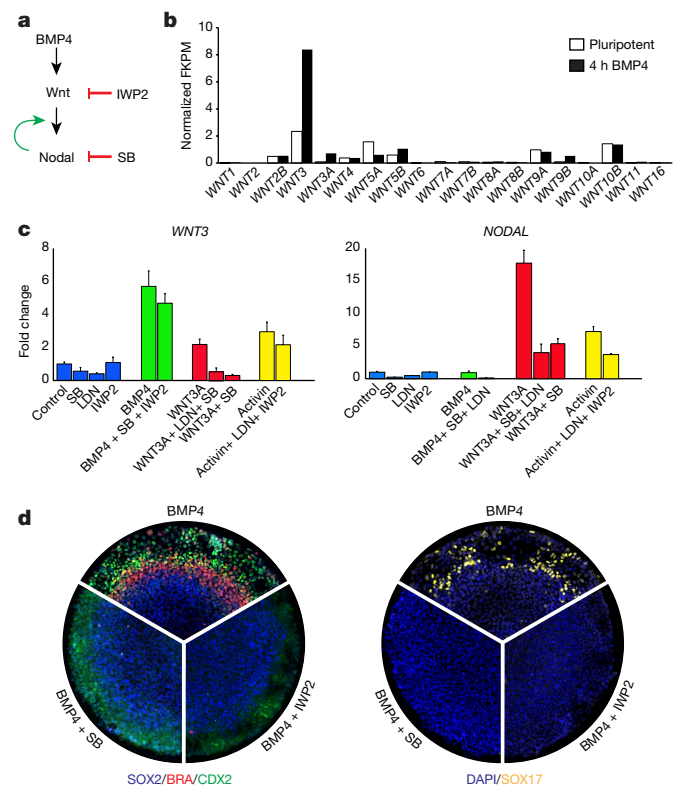 a
BMP4
Wnt
IWP2
Nodal
SB
b
Normalized FKPM
10
8
6
4
2
0
Pluripotent
4 h BMP4
WNT1
WNT2
WNT2B
WNT3
WNT3A
WNT4
WNT5A
WNT5B
WNT6
WNT7A
WNT7B
WNT8A
WNT8B
WNT9A
WNT9B
WNT10A
WNT10B
WNT11
WNT16
c
WNT3
Fold change
8
6
4
2
0
Control
SB
LDN
IWP2
BMP4
BMP4 + SB + IWP2
WNT3A
WNT3A+ LDN+ SB
WNT3A+ SB
Activin
Activin+ LDN+ IWP2
NODAL
20
15
10
5
0
Control
SB
LDN
IWP2
BMP4
BMP4+ SB+ LDN
WNT3A
WNT3A+ SB+ LDN
WNT3A+ SB
Activin
Activin+ LDN+ IWP2
d
BMP4
BMP4 + SB
BMP4 + IWP2
SOX2/BRA/CDX2
BMP4
BMP4 + SB
BMP4 + IWP2
DAPI/SOX17